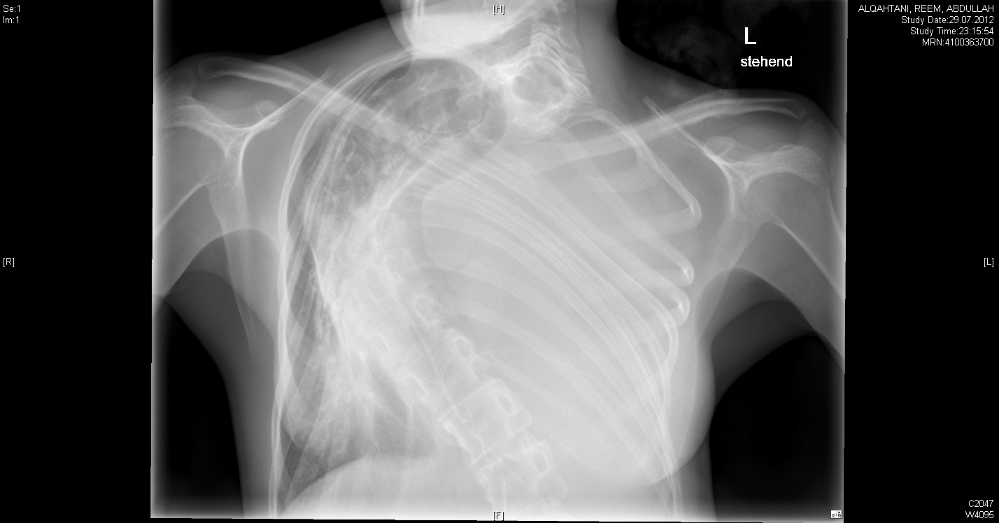 Se:1
Im:1
[H]
ALQAHTANI, REEM, ABDULLAH
Study Date:29.07.2012
Study Time:23:15:54
MRN:4100363700
L
stehend
[R]
[L]
C2047
W4095
[F]